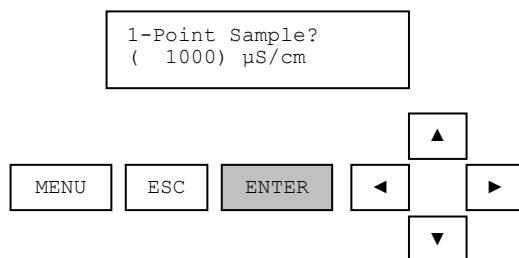 1-Point Sample?
(  1000) µS/cm
▲
MENU ESC ENTER ◄ ►
▼